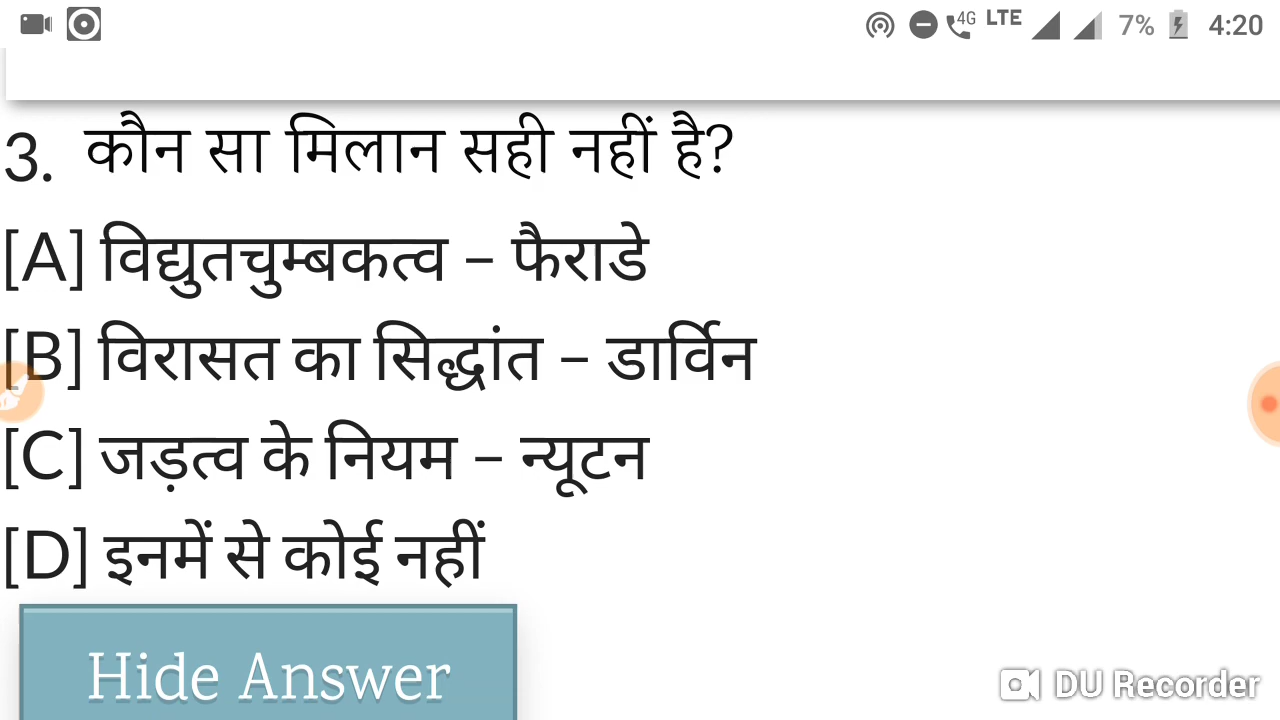 4G LTE 7% 4:20
3. कौन सा मिलान सही नहीं है?
[A] विद्युतचुम्बकत्व – फैराडे
[B] विरासत का सिद्धांत – डार्विन
[C] जड़त्व के नियम – न्यूटन
[D] इनमें से कोई नहीं
Hide Answer
DU Recorder